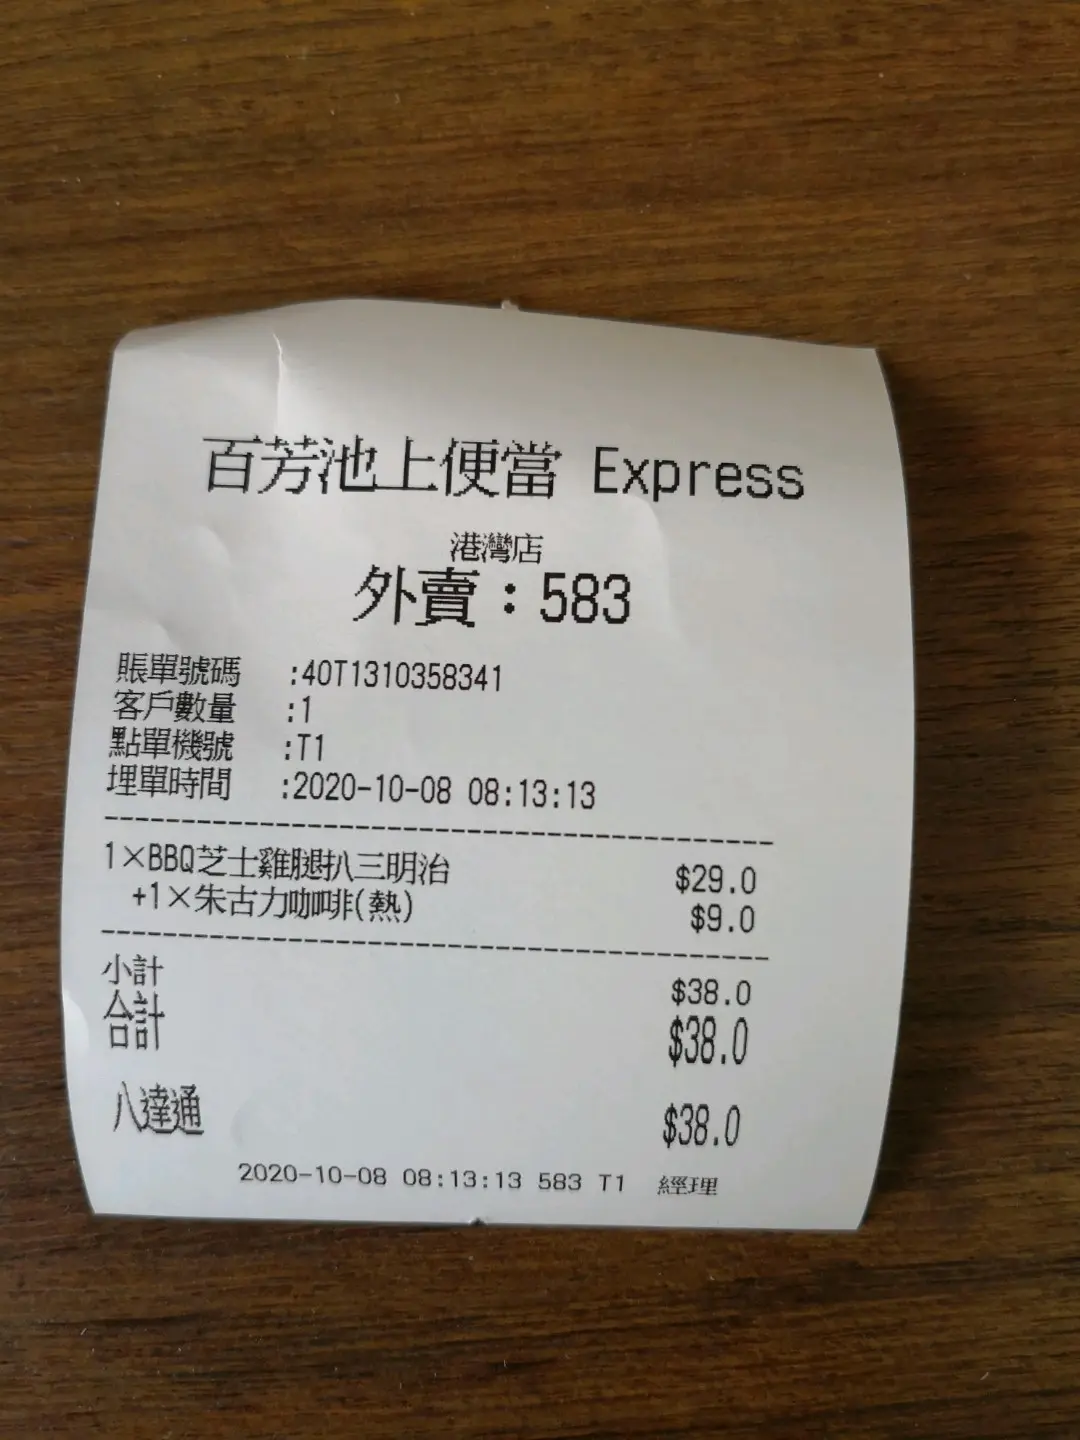 百芳池上便當 Express
港灣店
外賣：583
賬單號碼 :40T1310358341
客戶數量 :1
點單機號 :T1
埋單時間 :2020-10-08 08:13:13
1×BBQ芝士雞腿扒三明治 $29.0
+1×朱古力咖啡(熱) $9.0
小計 $38.0
合計 $38.0
八達通 $38.0
2020-10-08 08:13:13 583 T1 經理